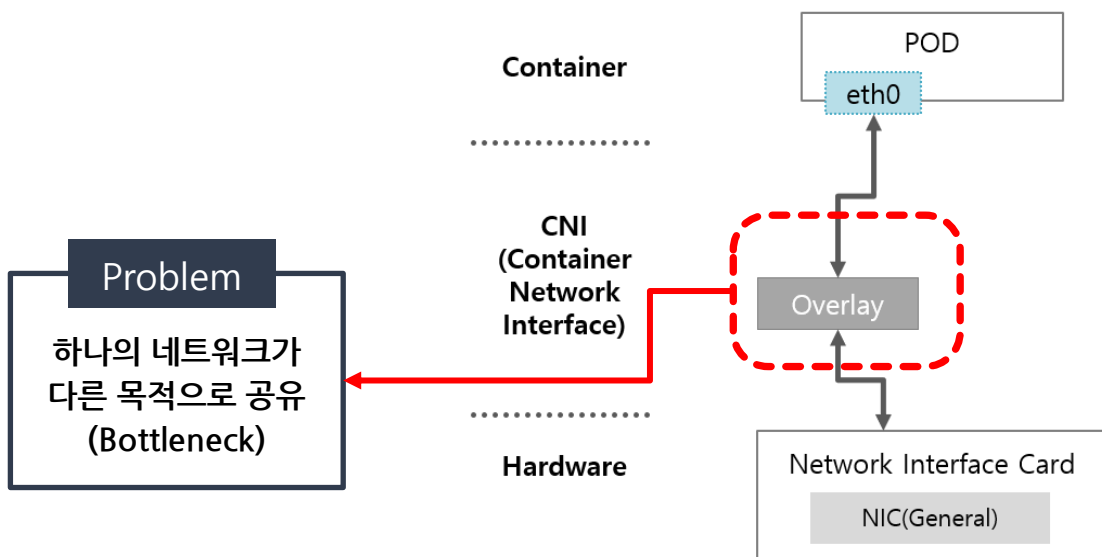 POD
Container
eth0
CNI
(Container
Network
Interface)
Problem
Overlay
하나의 네트워크가
다른 목적으로 공유
(Bottleneck)
Hardware
Network Interface Card
NIC(General)